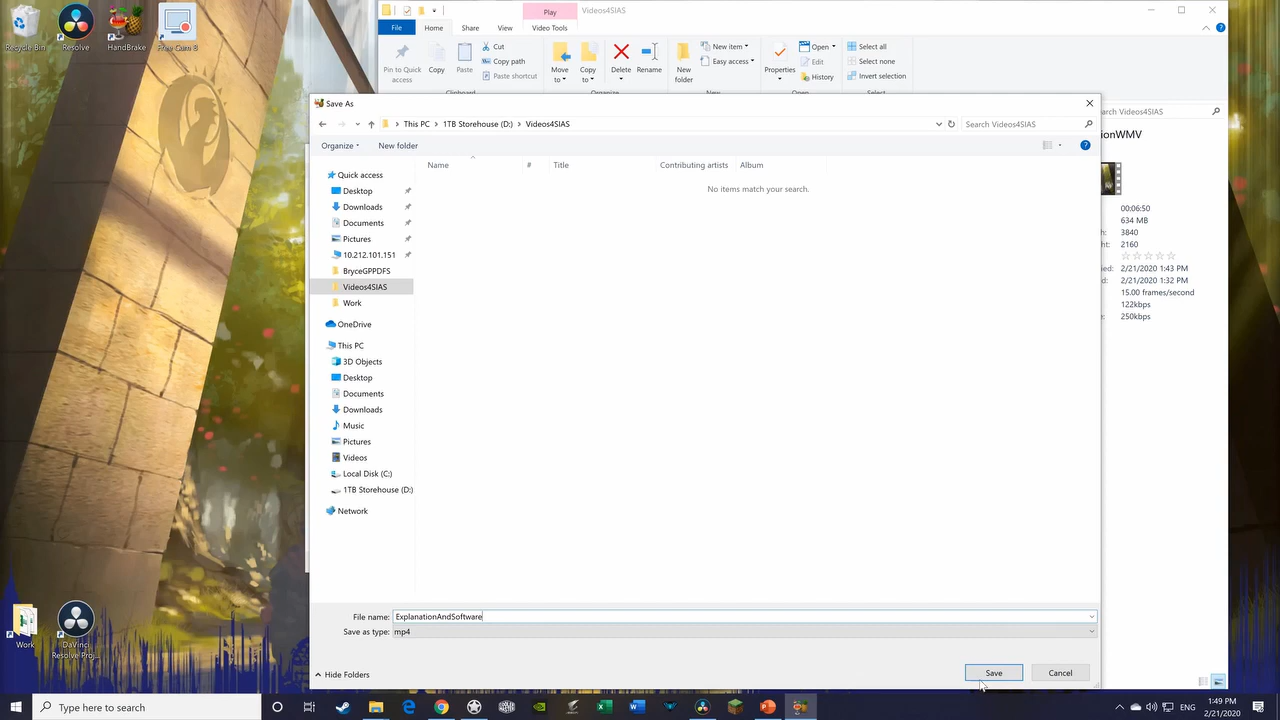 Recycle Bin
Resolve
HandBrake
Free Cam 8
Play
Videos4SIAS
File
Home
Share
View
Video Tools
Pin to Quick access
Copy
Paste
Cut
Copy path
Paste shortcut
Move to
Copy to
Delete
Rename
New folder
New item
Easy access
Properties
Open
Edit
History
Select all
Select none
Invert selection
Clipboard
Organize
New
Open
Select
Save As
This PC
1TB Storehouse (D:)
Videos4SIAS
Search Videos4SIAS
arch Videos4SIAS
Organize
New folder
ionWMV
Name
#
Title
Contributing artists
Album
No items match your search.
Quick access
Desktop
Downloads
Documents
Pictures
10.212.101.151
BryceGPPDFS
Videos4SIAS
Work
OneDrive
This PC
3D Objects
Desktop
Documents
Downloads
Music
Pictures
Videos
Local Disk (C:)
1TB Storehouse (D:)
Network
00:06:50
634 MB
h: 3840
ht: 2160
ied: 2/21/2020 1:43 PM
ed: 2/21/2020 1:32 PM
15.00 frames/second
122kbps
e: 250kbps
File name: ExplanationAndSoftware
Save as type: mp4
Hide Folders
Save
Cancel
Work
DaVinci Resolve Proj...
Type here to search
ENG
1:49 PM
2/21/2020